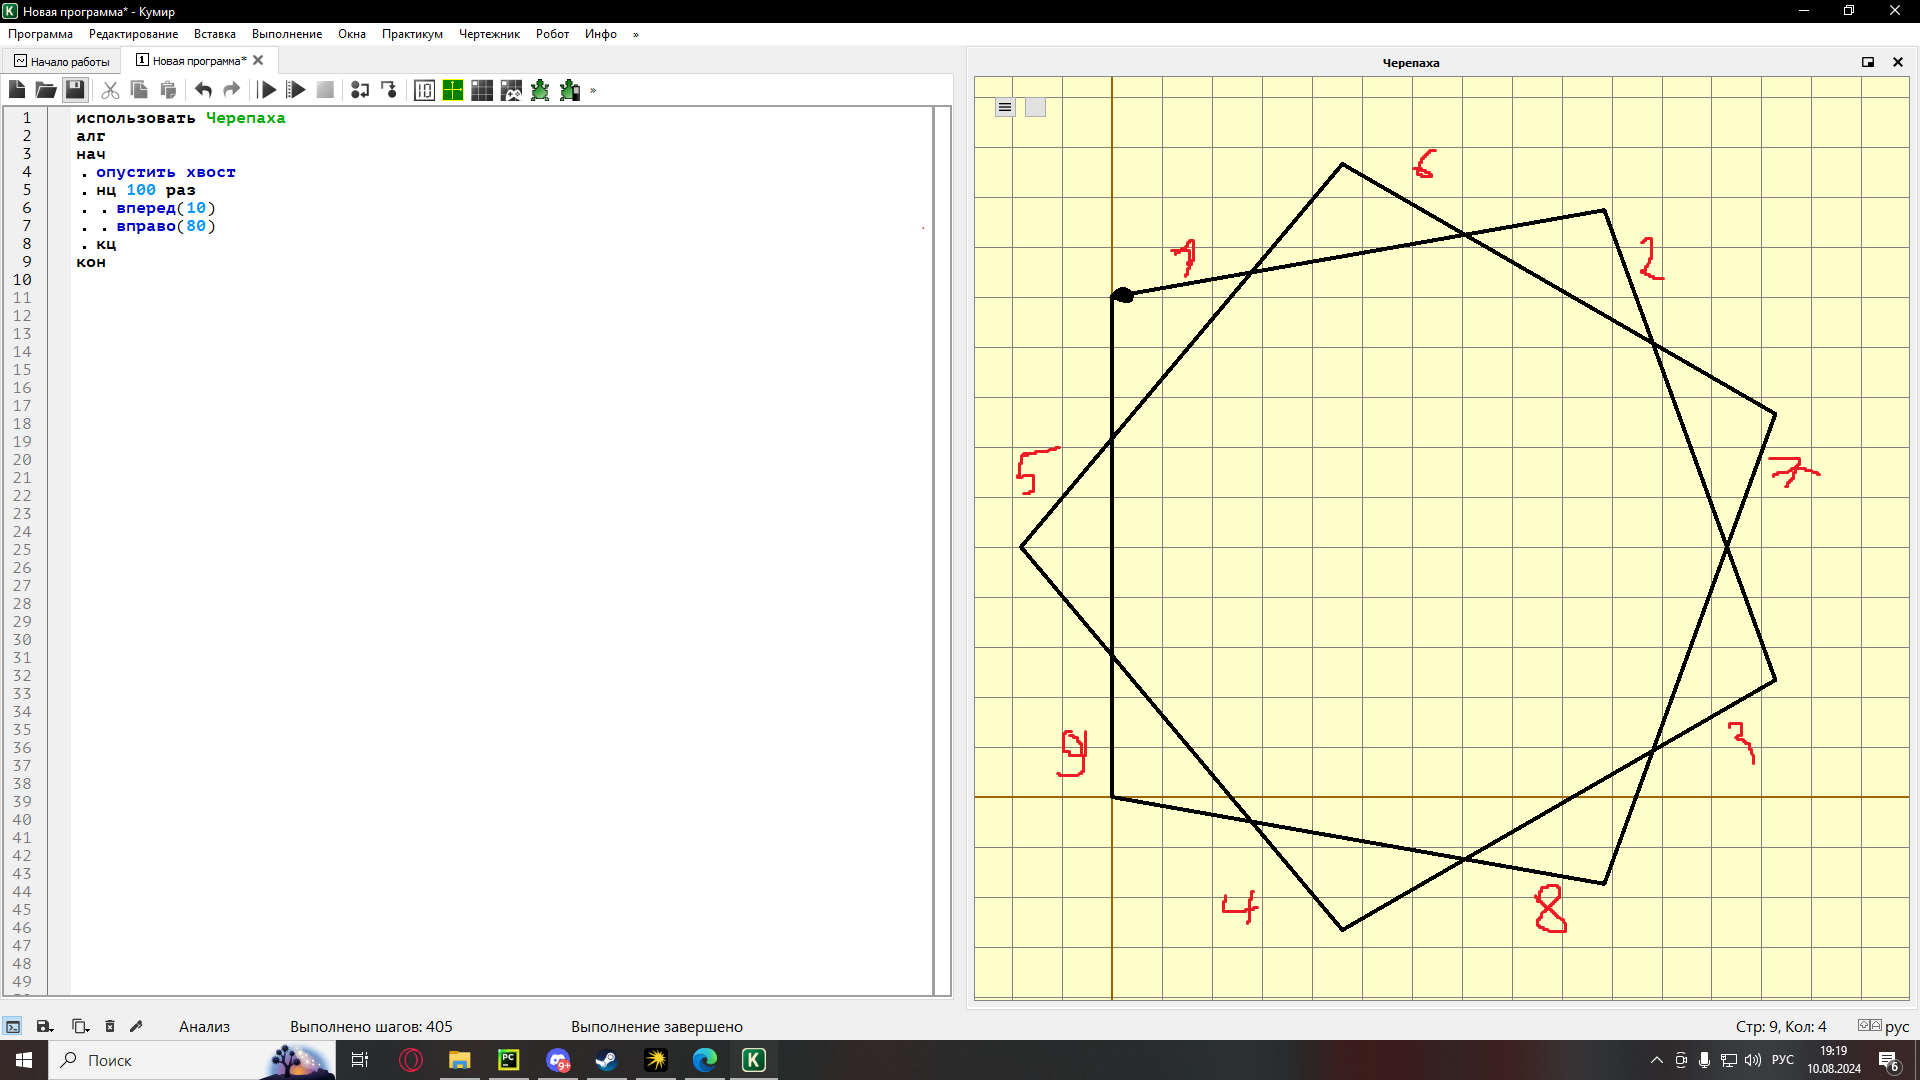 Новая программа* - Кумир
Программа Редактирование Вставка Выполнение Окна Практикум Чертежник Робот Инфо »
Начало работы
1 Новая программа*
»
Черепаха
1 использовать Черепаха
2 алг
3 нач
4 . опустить хвост
5 . нц 100 раз
6 . . вперед(10)
7 . . вправо(80)
8 . кц
9 кон
10
11
12
13
14
15
16
17
18
19
20
21
22
23
24
25
26
27
28
29
30
31
32
33
34
35
36
37
38
39
40
41
42
43
44
45
46
47
48
49
6
1
2
5
7
3
9
4
8
Анализ Выполнено шагов: 405 Выполнение завершено Стр: 9, Кол: 4 рус
Поиск
PC
9+
K
РУС
19:19
10.08.2024
6